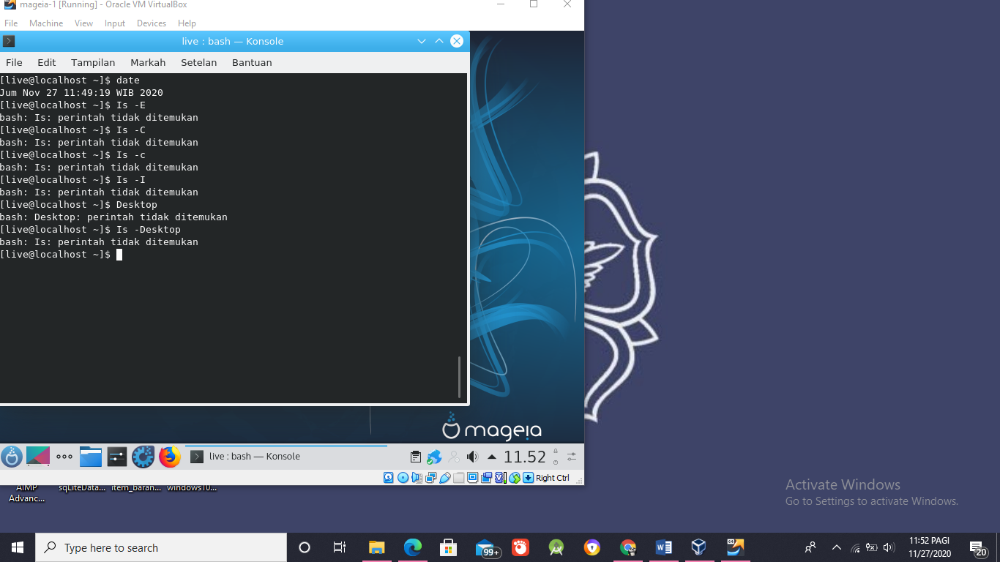 mageia-1 [Running] - Oracle VM VirtualBox
File Machine View Input Devices Help
live : bash — Konsole
File Edit Tampilan Markah Setelan Bantuan
[live@localhost ~]$ date
Jum Nov 27 11:49:19 WIB 2020
[live@localhost ~]$ Is -E
bash: Is: perintah tidak ditemukan
[live@localhost ~]$ Is -C
bash: Is: perintah tidak ditemukan
[live@localhost ~]$ Is -c
bash: Is: perintah tidak ditemukan
[live@localhost ~]$ Is -I
bash: Is: perintah tidak ditemukan
[live@localhost ~]$ Desktop
bash: Desktop: perintah tidak ditemukan
[live@localhost ~]$ Is -Desktop
bash: Is: perintah tidak ditemukan
[live@localhost ~]$
mageia
live : bash — Konsole
11.52
Right Ctrl
AIMP
Advanc...
sqLiteData...
item_baran...
windows10...
Activate Windows
Go to Settings to activate Windows.
Type here to search
99+
64
11:52 PAGI
11/27/2020
20